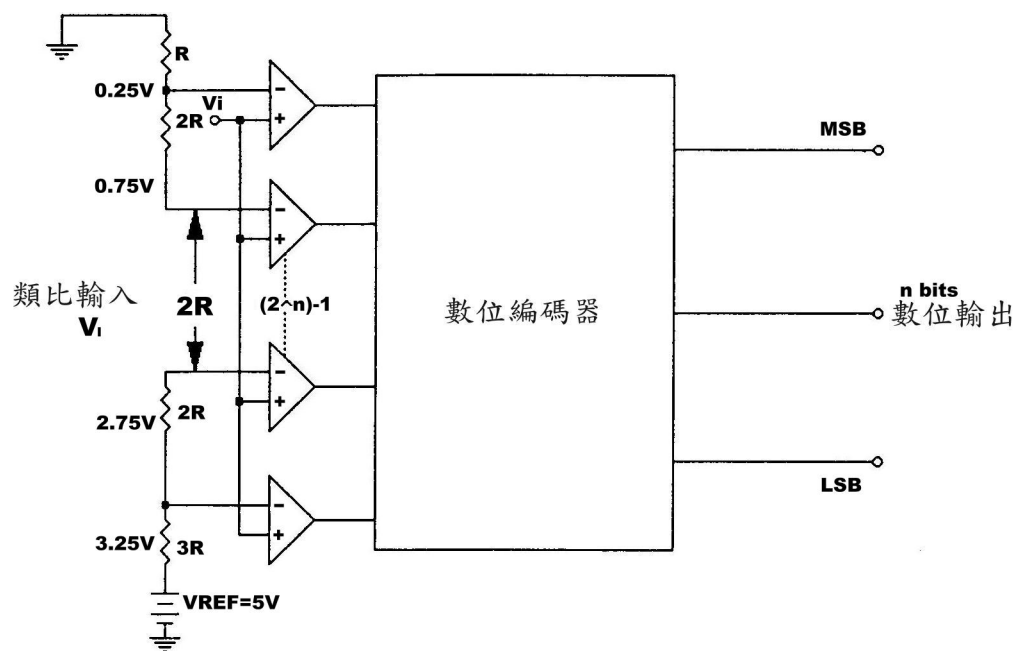 R
0.25V
Vi
2R
MSB
0.75V
類比輸入
VI
2R
(2^n)-1
數位編碼器
n bits
數位輸出
2.75V
2R
LSB
3.25V
3R
VREF=5V